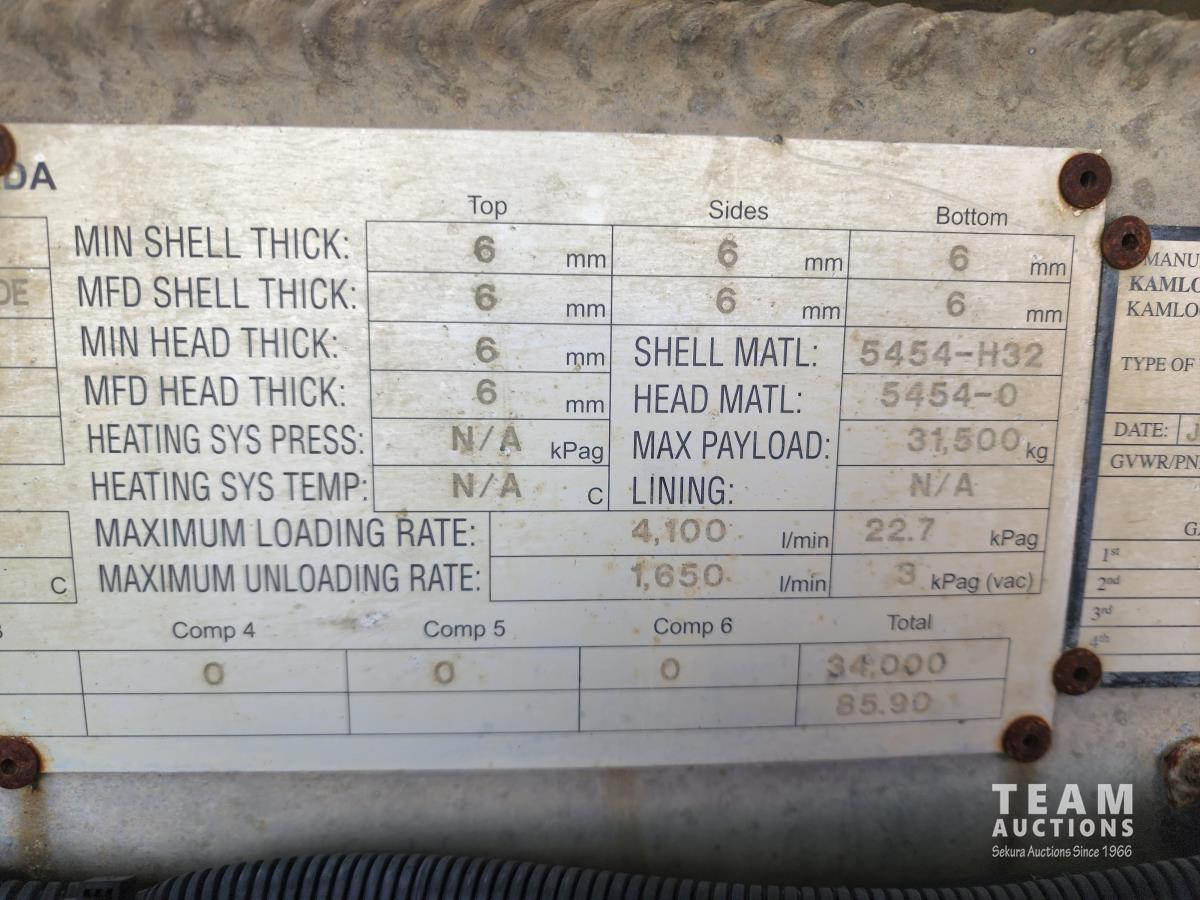 DA
Top Sides Bottom
MIN SHELL THICK: 6 mm 6 mm 6 mm
DE MFD SHELL THICK: 6 mm 6 mm 6 mm
MIN HEAD THICK: 6 mm SHELL MATL: 5454-H32
MFD HEAD THICK: 6 mm HEAD MATL: 5454-0
HEATING SYS PRESS: N/A kPag MAX PAYLOAD: 31,500 kg
HEATING SYS TEMP: N/A C LINING: N/A
MAXIMUM LOADING RATE: 4,100 l/min 22.7 kPag
C MAXIMUM UNLOADING RATE: 1,650 l/min 3 kPag (vac)
Comp 4 Comp 5 Comp 6 Total
0 0 0 34,000
85.90
MANU
KAMLO
KAMLOO
TYPE OF
DATE: J
GVWR/PN
GA
1st
2nd
3rd
4th
TEAM
AUCTIONS
Sekura Auctions Since 1966